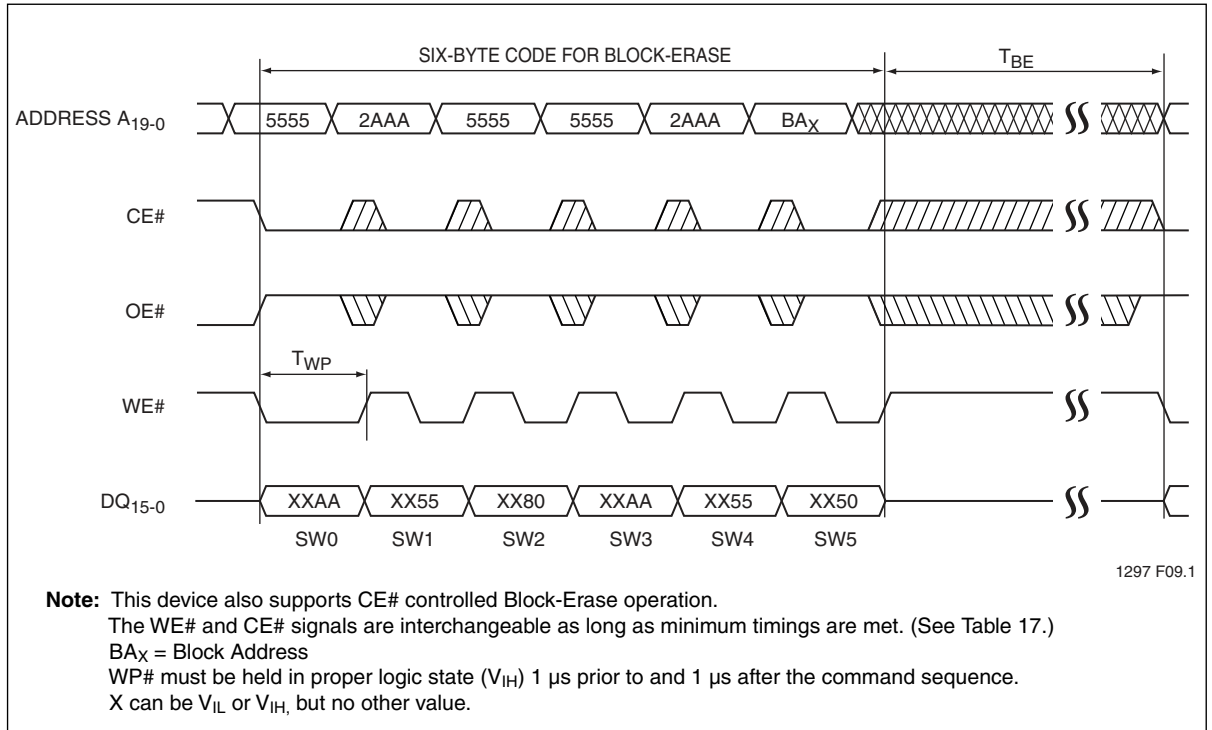 SIX-BYTE CODE FOR BLOCK-ERASE TBE
ADDRESS A19-0 5555 2AAA 5555 5555 2AAA BAX
CE#
OE#
TWP
WE#
DQ15-0 XXAA XX55 XX80 XXAA XX55 XX50
SW0 SW1 SW2 SW3 SW4 SW5
1297 F09.1
Note: This device also supports CE# controlled Block-Erase operation.
The WE# and CE# signals are interchangeable as long as minimum timings are met. (See Table 17.)
BAX = Block Address
WP# must be held in proper logic state (VIH) 1 µs prior to and 1 µs after the command sequence.
X can be VIL or VIH, but no other value.